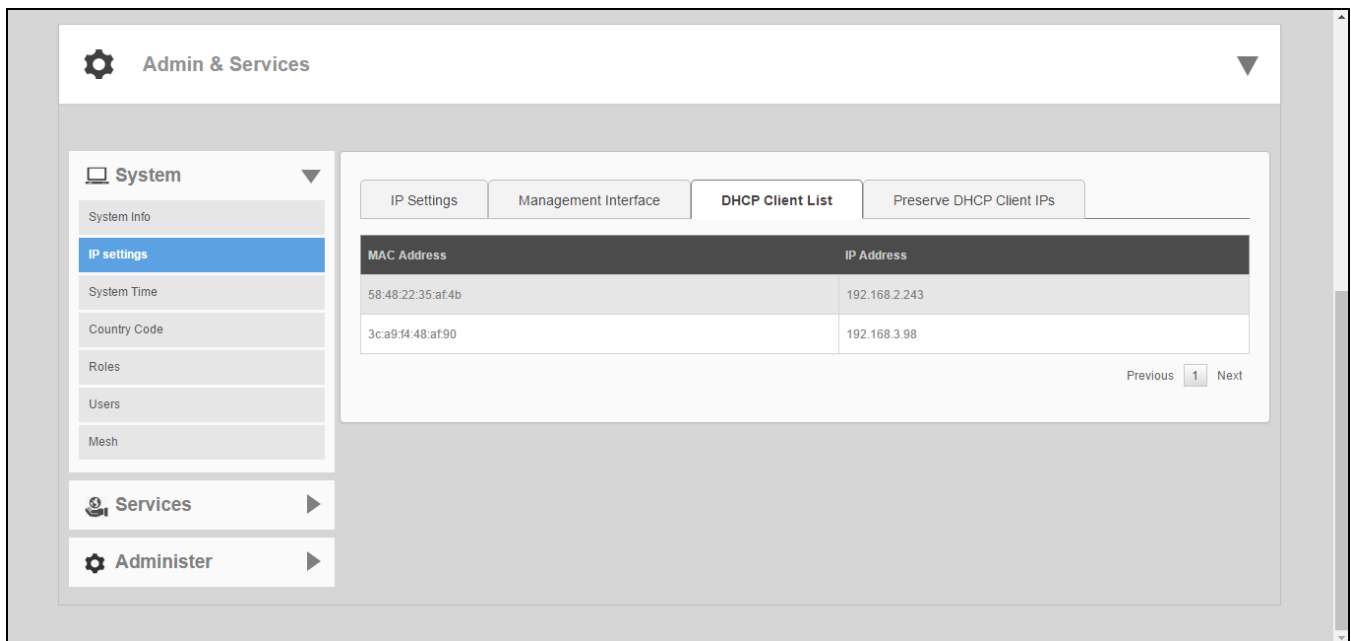 Admin & Services
System
System Info
IP settings
System Time
Country Code
Roles
Users
Mesh
Services
Administer
IP Settings Management Interface DHCP Client List Preserve DHCP Client IPs
MAC Address IP Address
58:48:22:35:af:4b 192.168.2.243
3c:a9:f4:48:af:90 192.168.3.98
Previous 1 Next